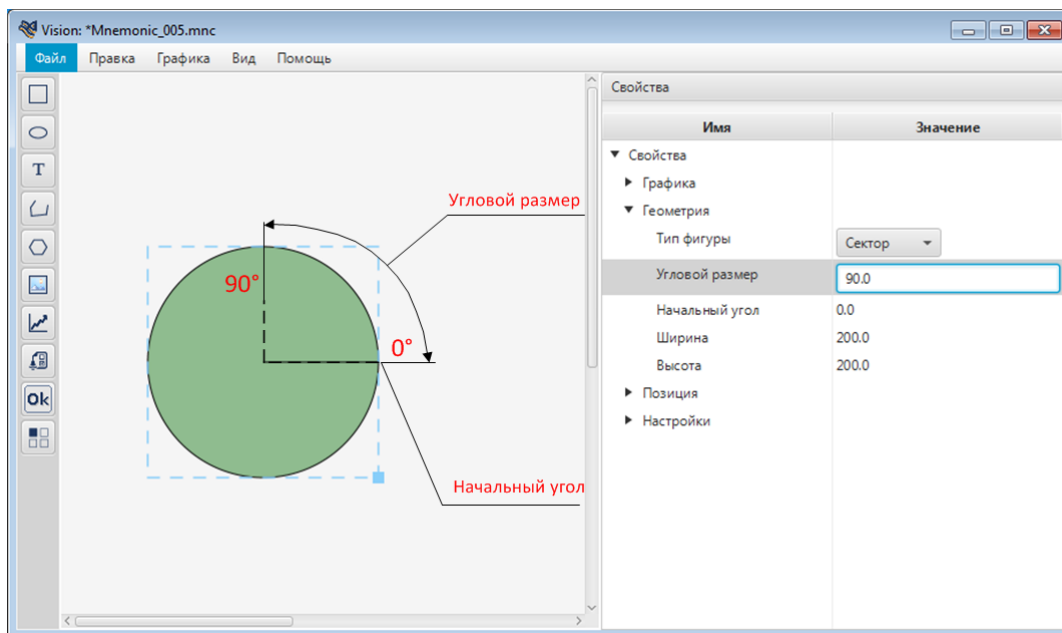 Vision: *Mnemonic_005.mnc
Файл Правка Графика Вид Помощь
T
Ok
Угловой размер
90°
0°
Начальный угол
Свойства
Имя Значение
Свойства
Графика
Геометрия
Тип фигуры Сектор
Угловой размер 90.0
Начальный угол 0.0
Ширина 200.0
Высота 200.0
Позиция
Настройки